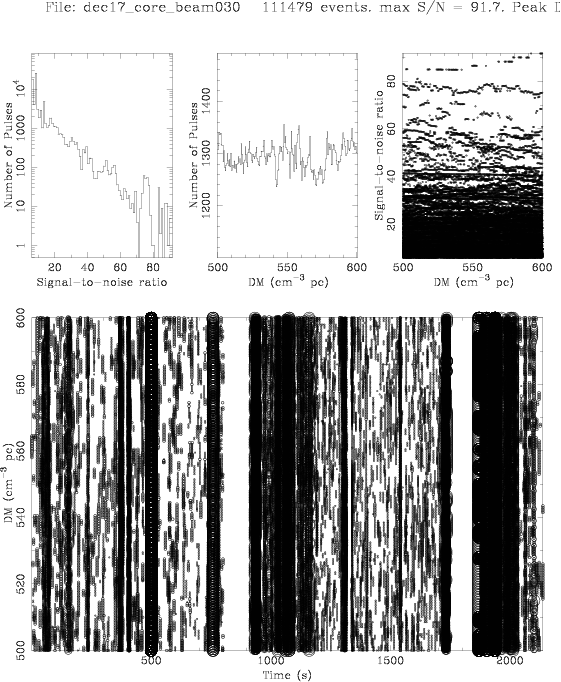 File: dec17_core_beam030 111479 events. max S/N = 91.7. Peak
Number of Pulses
10⁴
1000
100
10
1
20 40 60 80
Signal-to-noise ratio
Number of Pulses
1400
1300
1200
500 550 600
DM (cm⁻³ pc)
Signal-to-noise ratio
80
60
40
20
500 550 600
DM (cm⁻³ pc)
DM (cm⁻³ pc)
600
580
560
540
520
500
500 1000 1500 2000
Time (s)